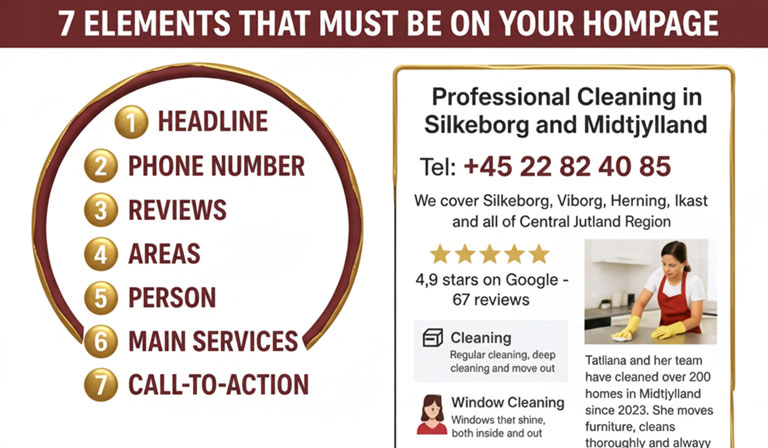 7 ELEMENTS THAT MUST BE ON YOUR HOMPAGE
1 HEADLINE
2 PHONE NUMBER
3 REVIEWS
4 AREAS
5 PERSON
6 MAIN SERVICES
7 CALL-TO-ACTION
Professional Cleaning in
Silkeborg and Midtjylland
Tel: +45 22 82 40 85
We cover Silkeborg, Viborg, Herning, Ikast
and all of Central Jutland Region
4,9 stars on Google -
67 reviews
Cleaning
Regular cleaning, deep
cleaning and move out
Window Cleaning
Windows thet shine,
both inside and out
Tatliana and her team
have cleaned over 200
homes in Midtjylland
since 2023. She moves
furniture, cleans
thoroughly and alwavy